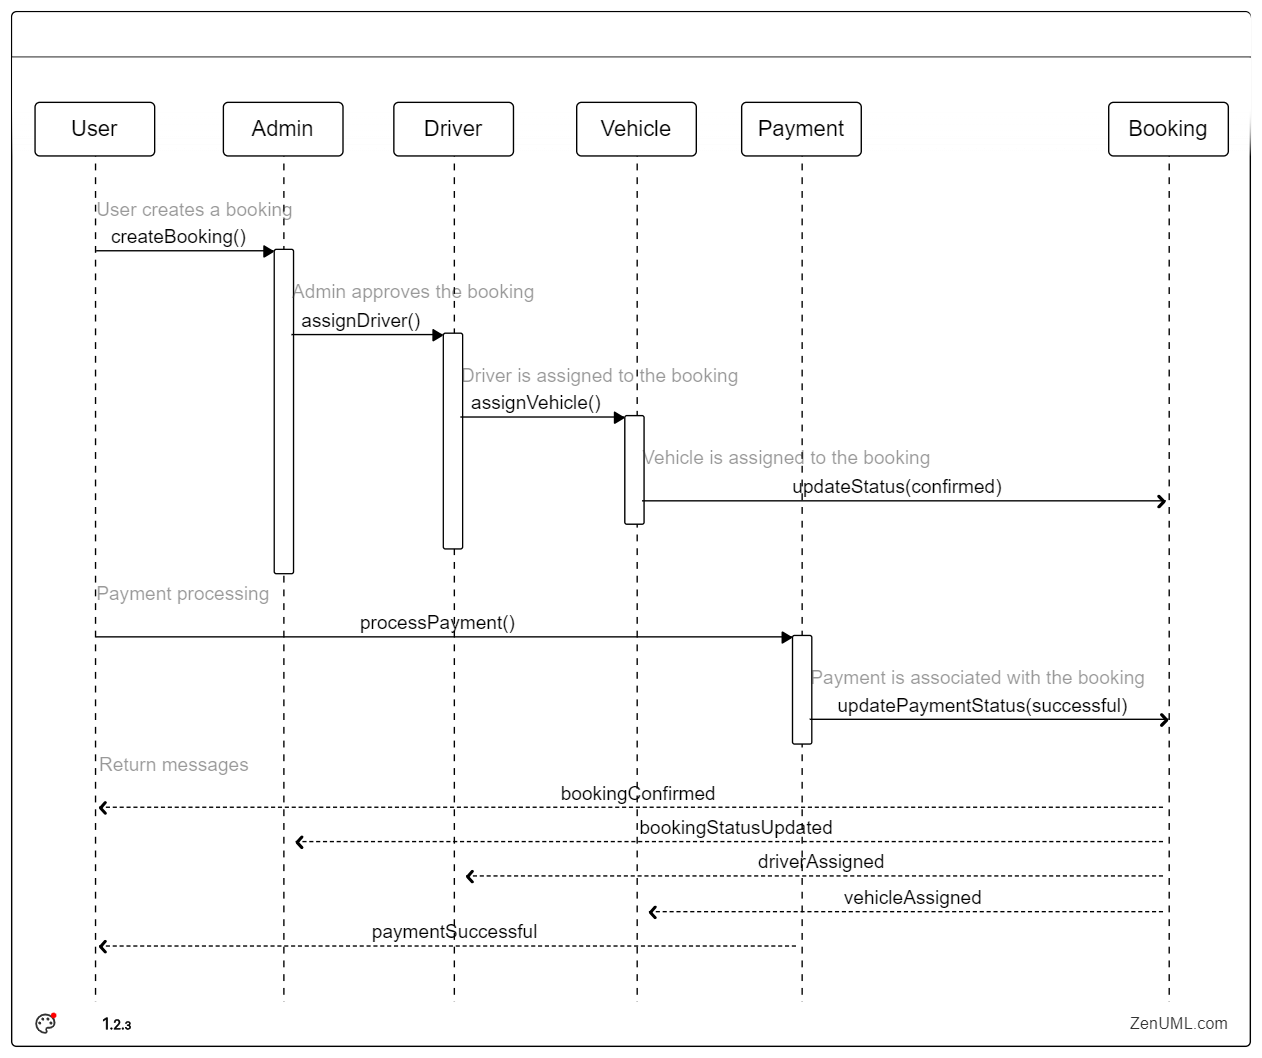 User Admin Driver Vehicle Payment Booking
User creates a booking
createBooking()
Admin approves the booking
assignDriver()
Driver is assigned to the booking
assignVehicle()
Vehicle is assigned to the booking
updateStatus(confirmed)
Payment processing
processPayment()
Payment is associated with the booking
updatePaymentStatus(successful)
Return messages
bookingConfirmed
bookingStatusUpdated
driverAssigned
vehicleAssigned
paymentSuccessful
1.2.3 ZenUML.com